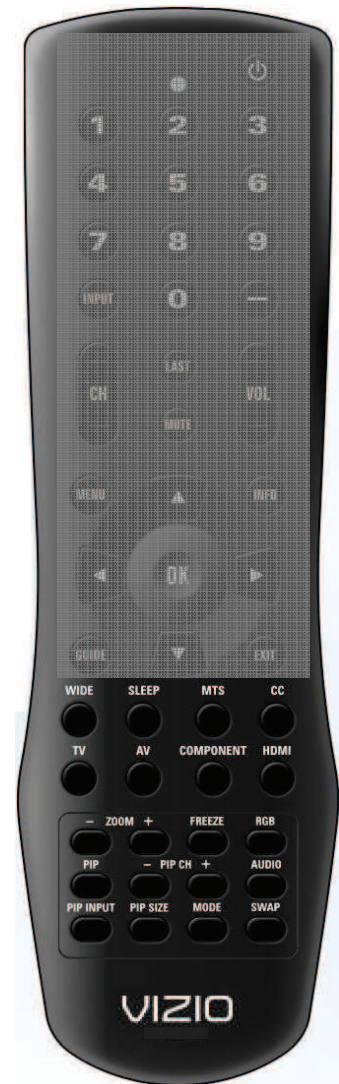 1 2 3
4 5 6
7 8 9
INPUT 0 —
LAST
CH VOL
MUTE
MENU INFO
OK
GUIDE EXIT
WIDE SLEEP MTS CC
TV AV COMPONENT HDMI
− ZOOM + FREEZE RGB
PIP − PIP CH + AUDIO
PIP INPUT PIP SIZE MODE SWAP
VIZIO